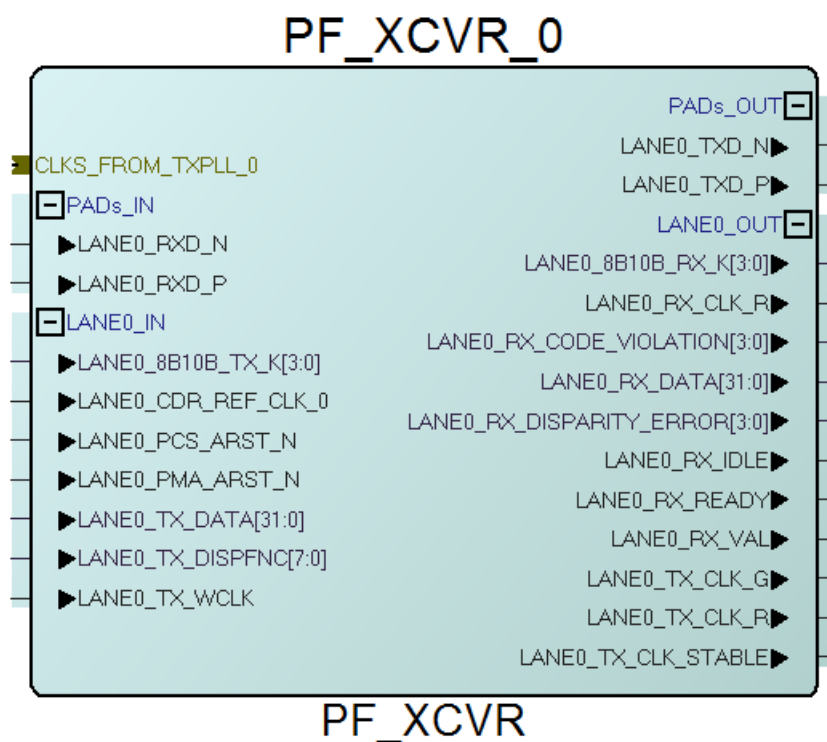 PF_XCVR_0
CLKS_FROM_TXPLL_0
PADs_IN
LANE0_RXD_N
LANE0_RXD_P
LANE0_IN
LANE0_8B10B_TX_K[3:0]
LANE0_CDR_REF_CLK_0
LANE0_PCS_ARST_N
LANE0_PMA_ARST_N
LANE0_TX_DATA[31:0]
LANE0_TX_DISPFNC[7:0]
LANE0_TX_WCLK
PADs_OUT
LANE0_TXD_N
LANE0_TXD_P
LANE0_OUT
LANE0_8B10B_RX_K[3:0]
LANE0_RX_CLK_R
LANE0_RX_CODE_VIOLATION[3:0]
LANE0_RX_DATA[31:0]
LANE0_RX_DISPARITY_ERROR[3:0]
LANE0_RX_IDLE
LANE0_RX_READY
LANE0_RX_VAL
LANE0_TX_CLK_G
LANE0_TX_CLK_R
LANE0_TX_CLK_STABLE
PF_XCVR